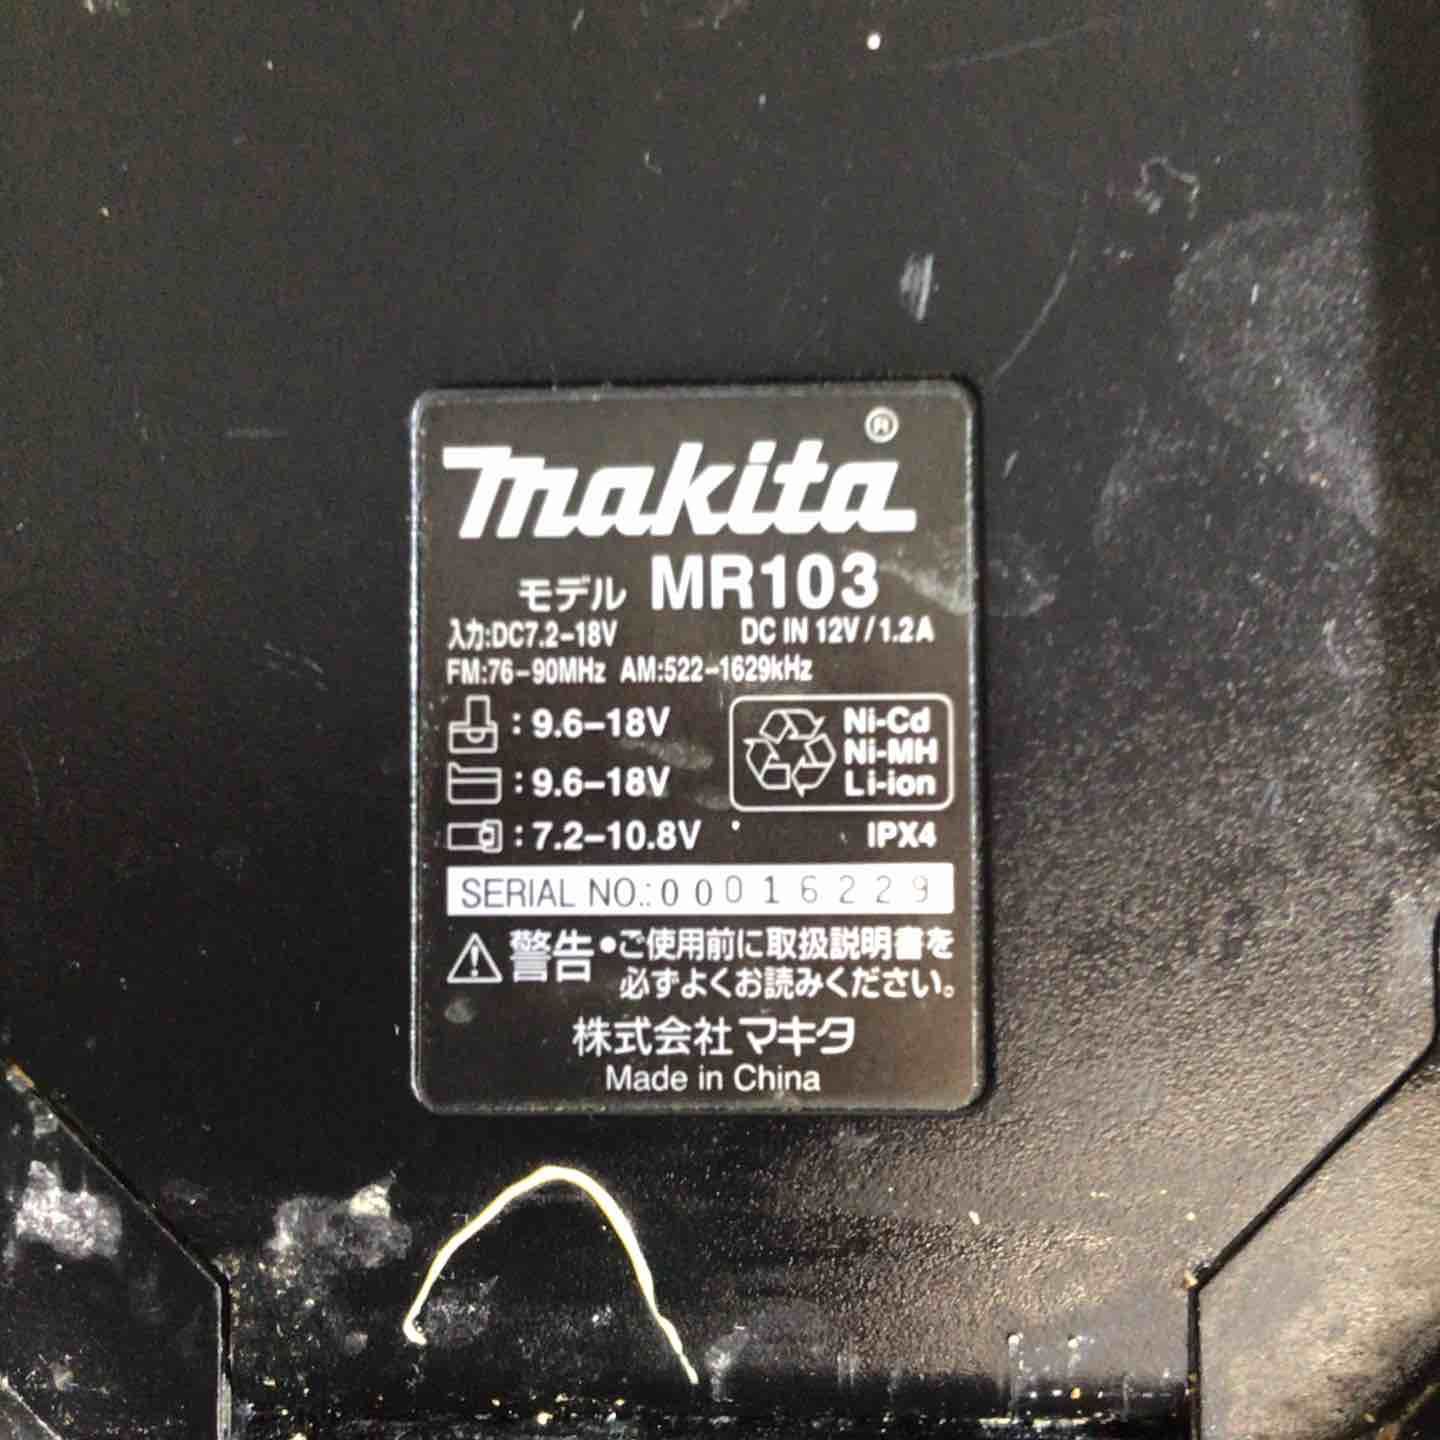 makita®
モデル MR103
入力:DC7.2-18V DC IN 12V/1.2A
FM:76-90MHz AM:522-1629kHz
:9.6-18V
:9.6-18V
:7.2-10.8V
Ni-Cd
Ni-MH
Li-ion
IPX4
SERIAL NO.:00016229
警告 •ご使用前に取扱説明書を
必ずよくお読みください。
株式会社マキタ
Made in China